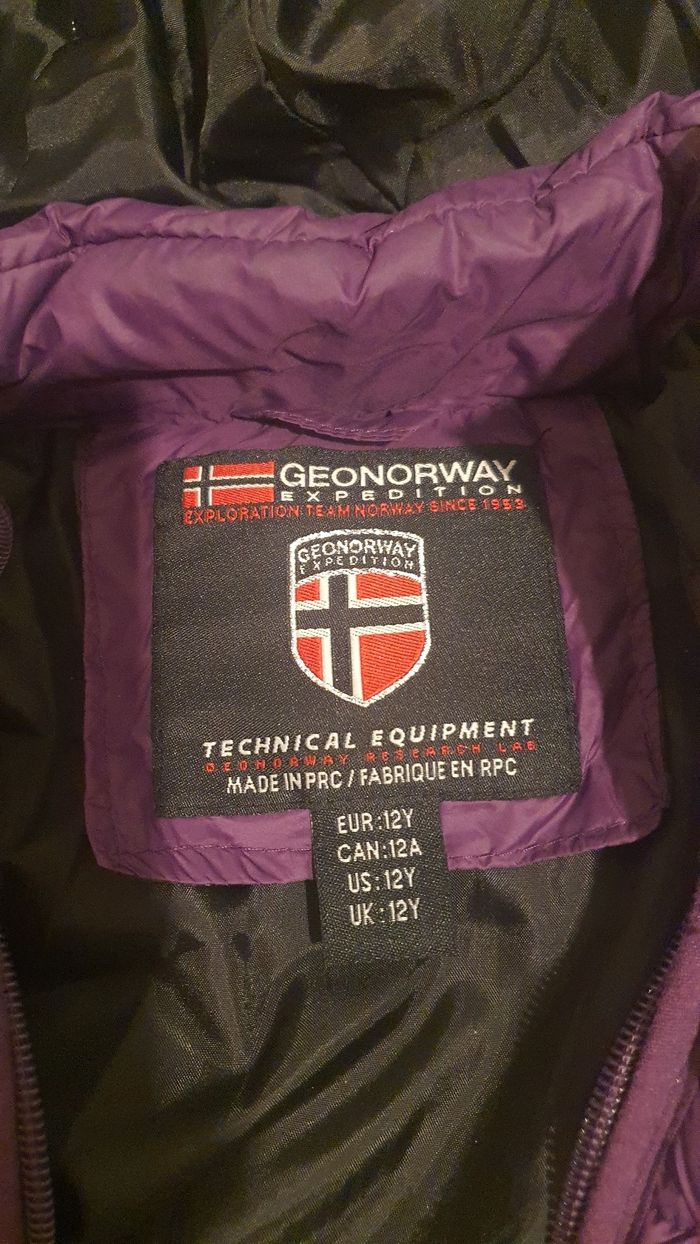 GEONORWAY
EXPEDITION
EXPLORATION TEAM NORWAY SINCE 1953
GEONORWAY
EXPEDITION
TECHNICAL EQUIPMENT
GEONORWAY RESEARCH LAB
MADE IN PRC / FABRIQUE EN RPC
EUR:12Y
CAN:12A
US:12Y
UK:12Y